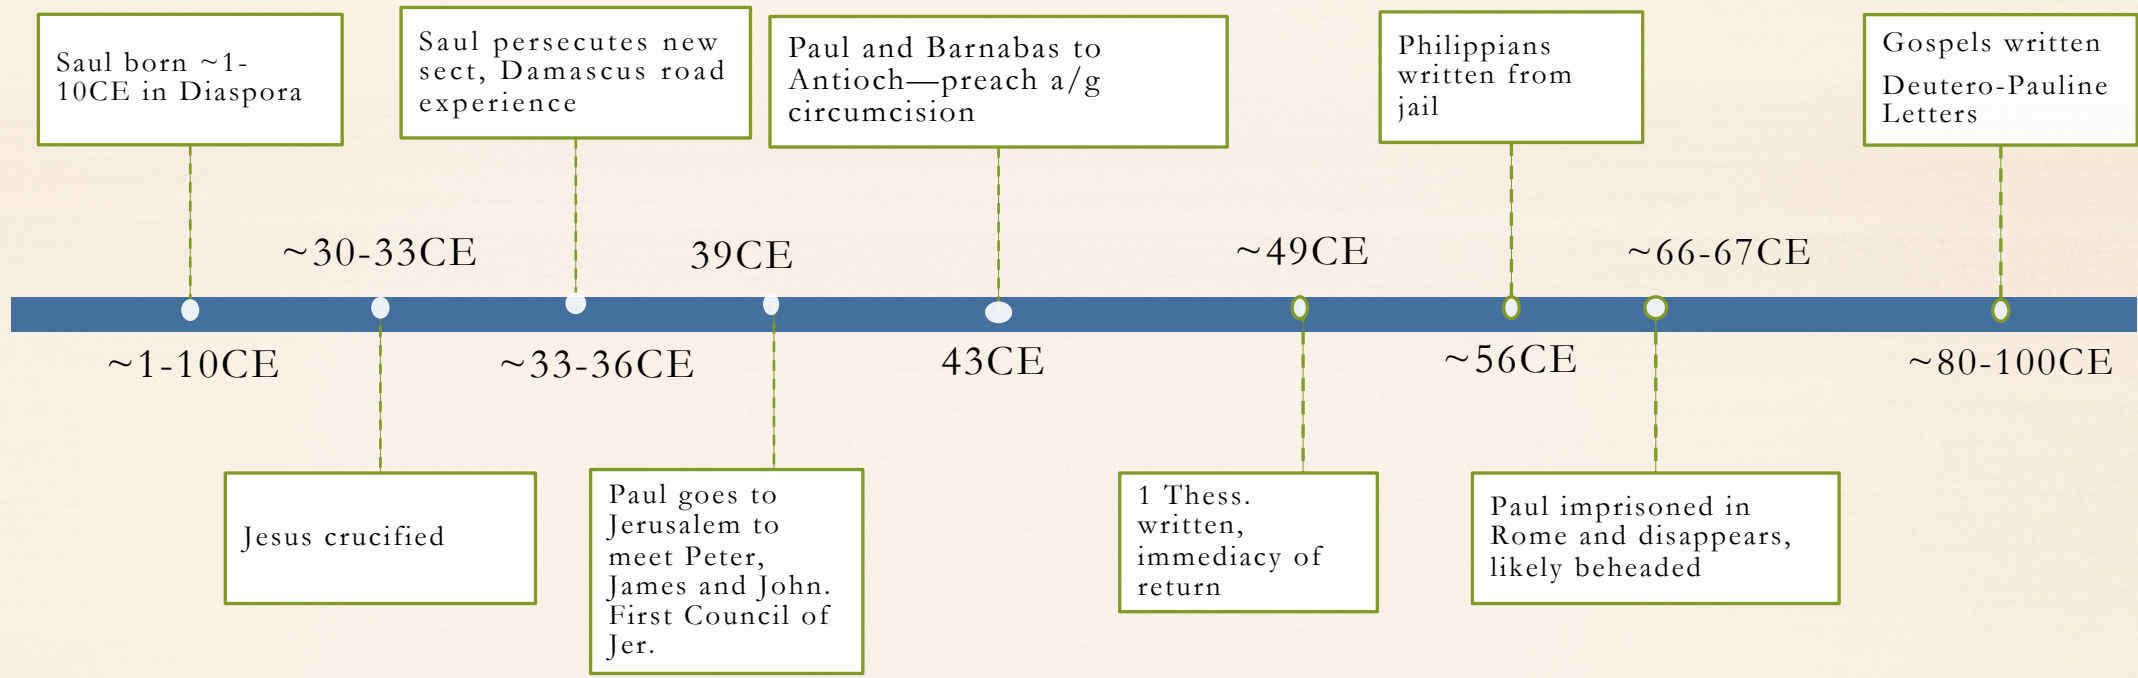 Saul born ~1-
10CE in Diaspora
Saul persecutes new
sect, Damascus road
experience
Paul and Barnabas to
Antioch—preach a/g
circumcision
Philippians
written from
jail
Gospels written
Deutero-Pauline
Letters
~30-33CE
39CE
~49CE
~66-67CE
~1-10CE
~33-36CE
43CE
~56CE
~80-100CE
Jesus crucified
Paul goes to
Jerusalem to
meet Peter,
James and John.
First Council of
Jer.
1 Thess.
written,
immediacy of
return
Paul imprisoned in
Rome and disappears,
likely beheaded